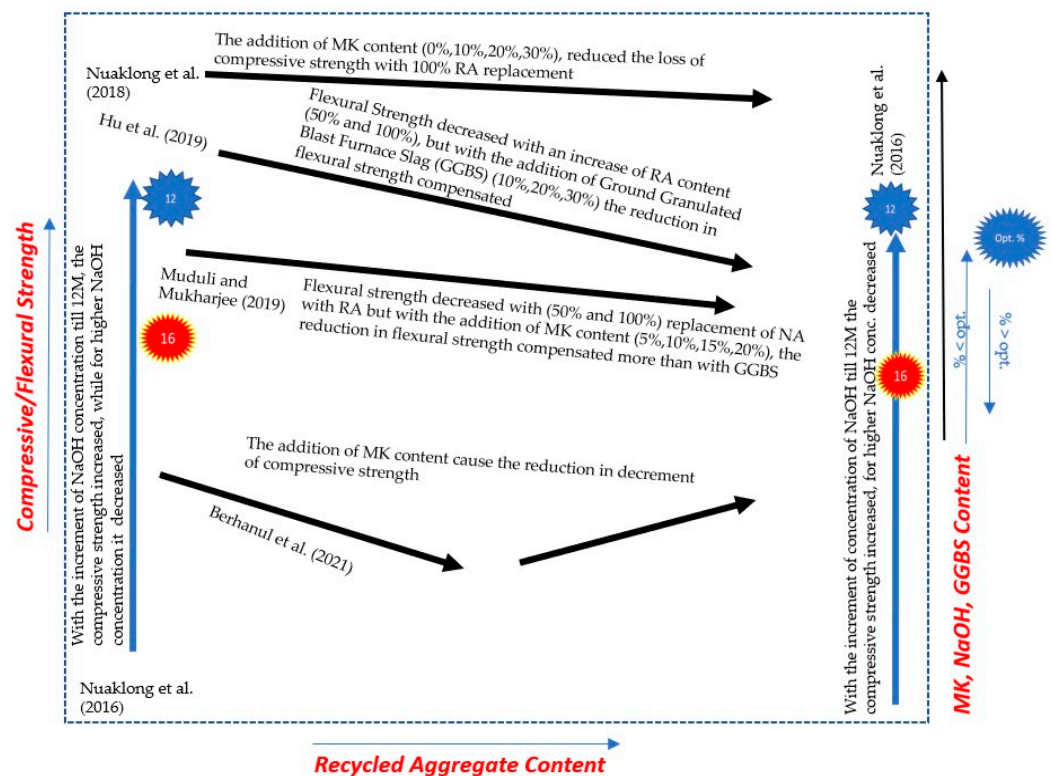 The addition of MK content (0%,10%,20%,30%), reduced the loss of
compressive strength with 100% RA replacement
Nuaklong et al.
(2018)
Hu et al. (2019)
Flexural Strength decreased with an increase of RA content
(50% and 100%), but with the addition of Ground Granulated
Blast Furnace Slag (GGBS) (10%,20%,30%) the reduction in
flexural strength compensated
12
Muduli and
Mukharjee (2019)
Flexural strength decreased with (50% and 100%) replacement of NA
with RA but with the addition of MK content (5%,10%,15%,20%), the
reduction in flexural strength compensated more than with GGBS
16
The addition of MK content cause the reduction in decrement
of compressive strength
Berhanul et al. (2021)
With the increment of NaOH concentration till 12M, the
compressive strength increased, while for higher NaOH
concentration it decreased
Nuaklong et al.
(2016)
Compressive/Flexural Strength
Recycled Aggregate Content
Nuaklong et al.
(2016)
12
16
With the increment of concentration of NaOH till 12M the
compressive strength increased, for higher NaOH conc. decreased
Opt. %
% < opt.
% > opt.
MK, NaOH, GGBS Content